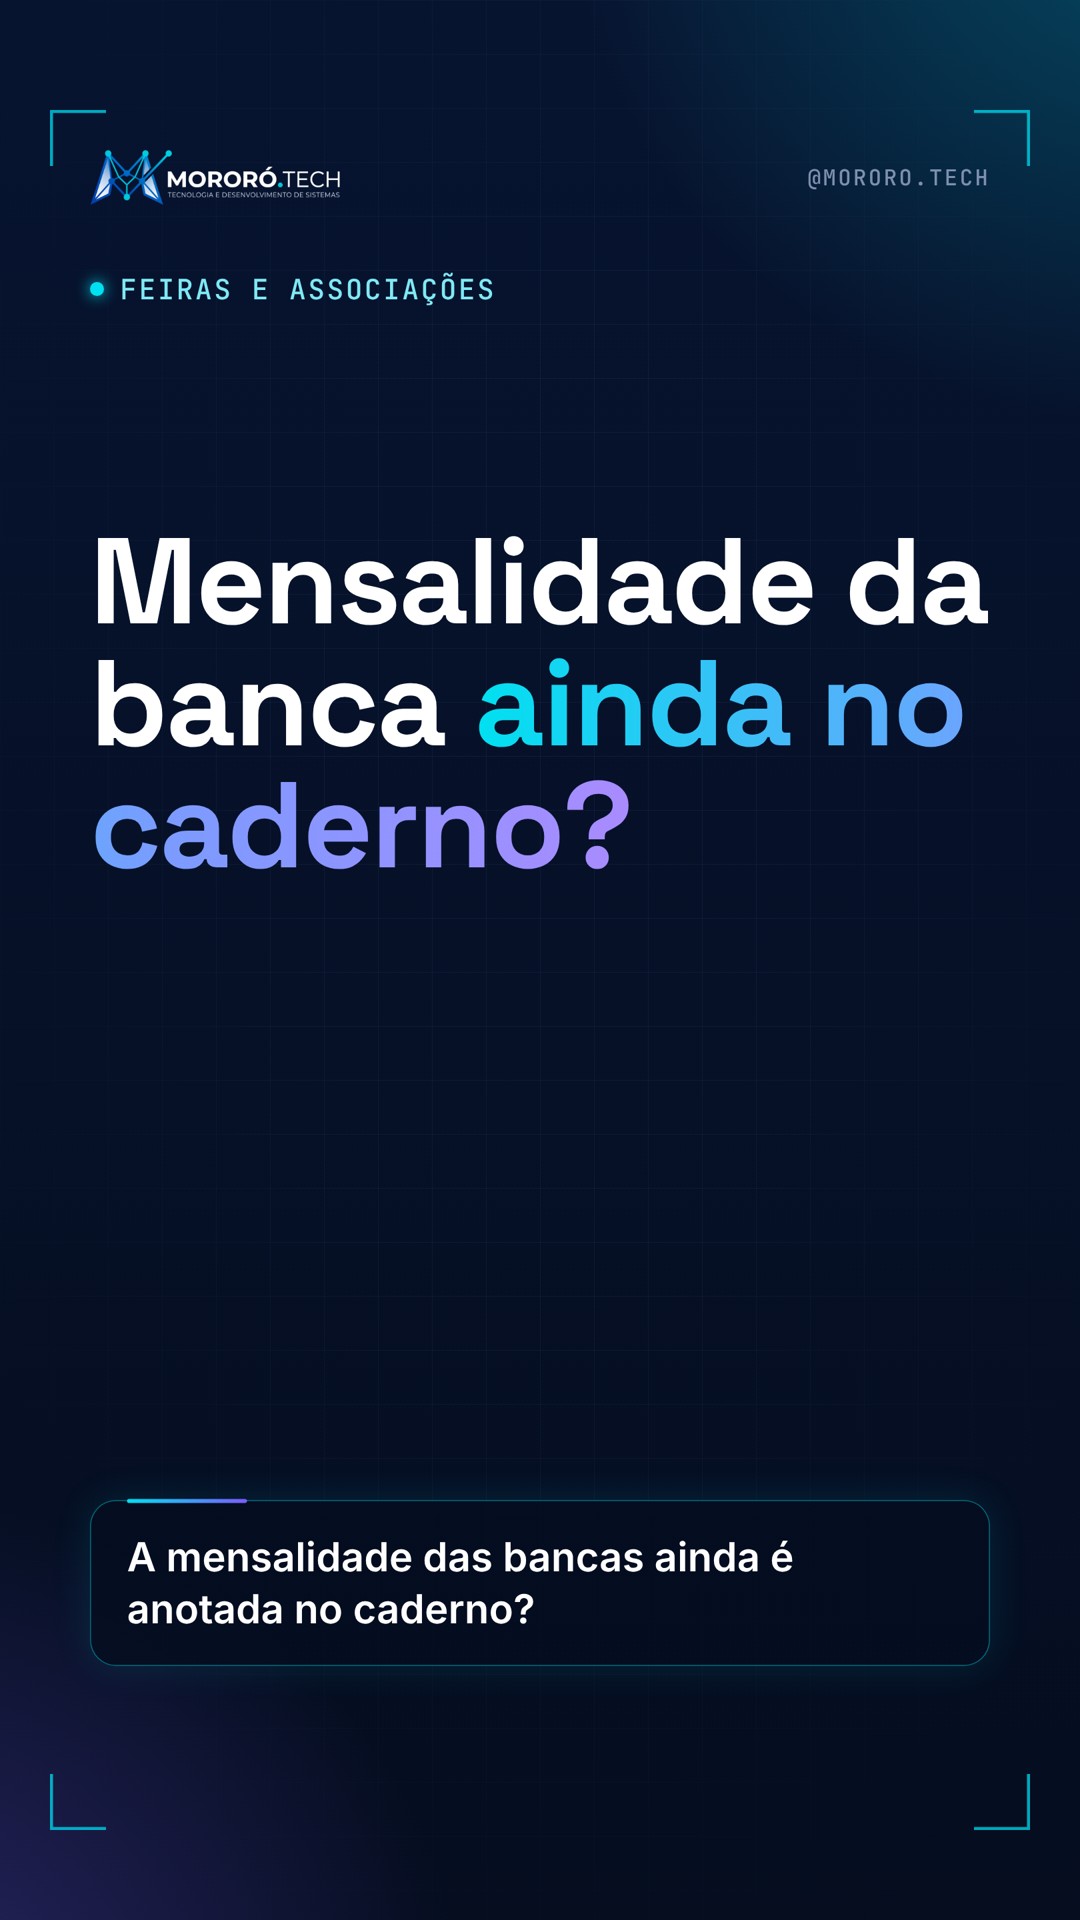 MORORÓ.TECH
TECNOLOGIA E DESENVOLVIMENTO DE SISTEMAS
@MORORO.TECH
FEIRAS E ASSOCIAÇÕES
Mensalidade da
banca ainda no
caderno?
A mensalidade das bancas ainda é
anotada no caderno?